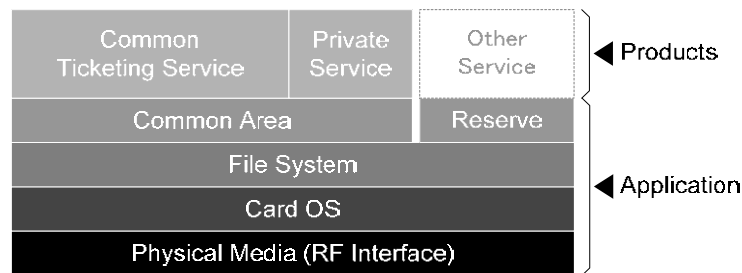 Common
Ticketing Service
Private
Service
Other
Service
Products
Common Area
Reserve
File System
Application
Card OS
Physical Media (RF Interface)